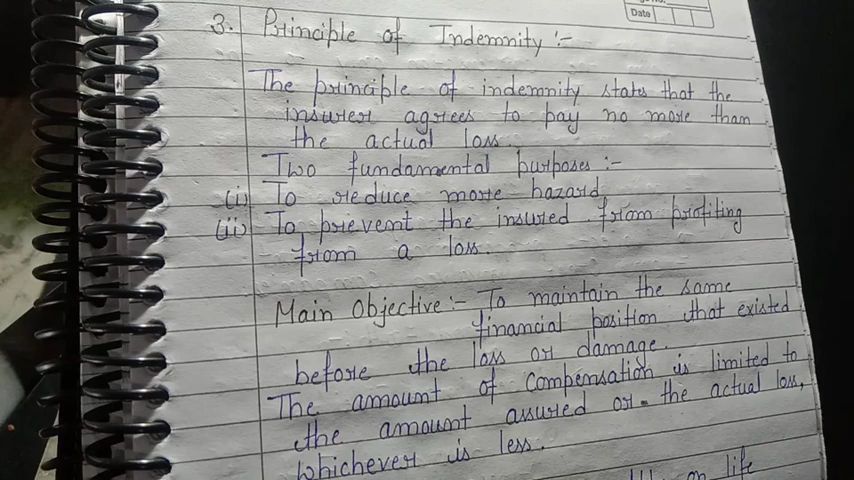 Date
3. Principle of Indemnity :-
The principle of indemnity states that the
insurer agrees to pay no more than
the actual loss.
Two fundamental purposes :-
(i) To reduce more hazard
(ii) To prevent the insured from profiting
from a loss.
Main Objective :- To maintain the same
financial position that existed
before the loss or damage.
The amount of compensation is limited to
the amount assured or the actual loss,
whichever is less.
on life